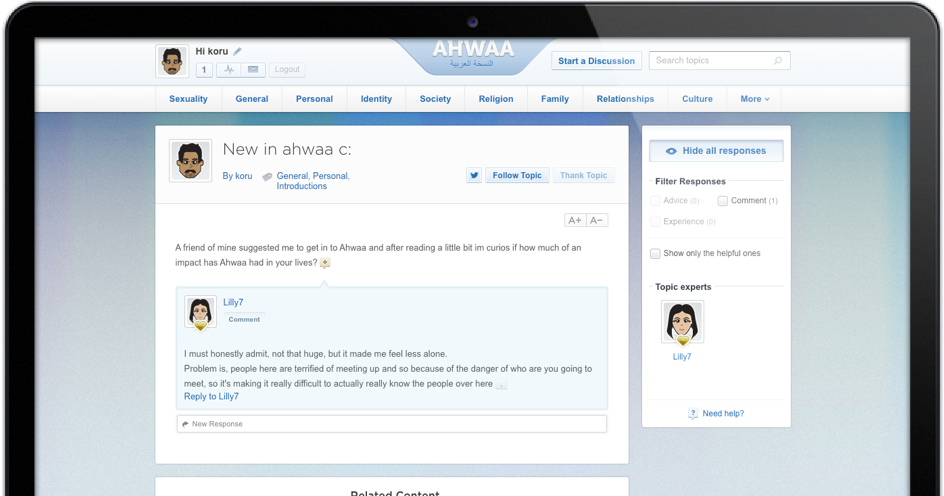 Hi koru
1
Logout
AHWAA
النسخة العربية
Start a Discussion
Search topics
Sexuality
General
Personal
Identity
Society
Religion
Family
Relationships
Culture
More
New in ahwaa c:
By koru
General, Personal,
Introductions
Follow Topic
Thank Topic
A+
A−
A friend of mine suggested me to get in to Ahwaa and after reading a little bit im curios if how much of an
impact has Ahwaa had in your lives? +
Lilly7
Comment
I must honestly admit, not that huge, but it made me feel less alone.
Problem is, people here are terrified of meeting up and so because of the danger of who are you going to
meet, so it's making it really difficult to actually really know the people over here
Reply to Lilly7
New Response
Related Content
Hide all responses
Filter Responses
Advice (0)
Comment (1)
Experience (0)
Show only the helpful ones
Topic experts
Lilly7
? Need help?